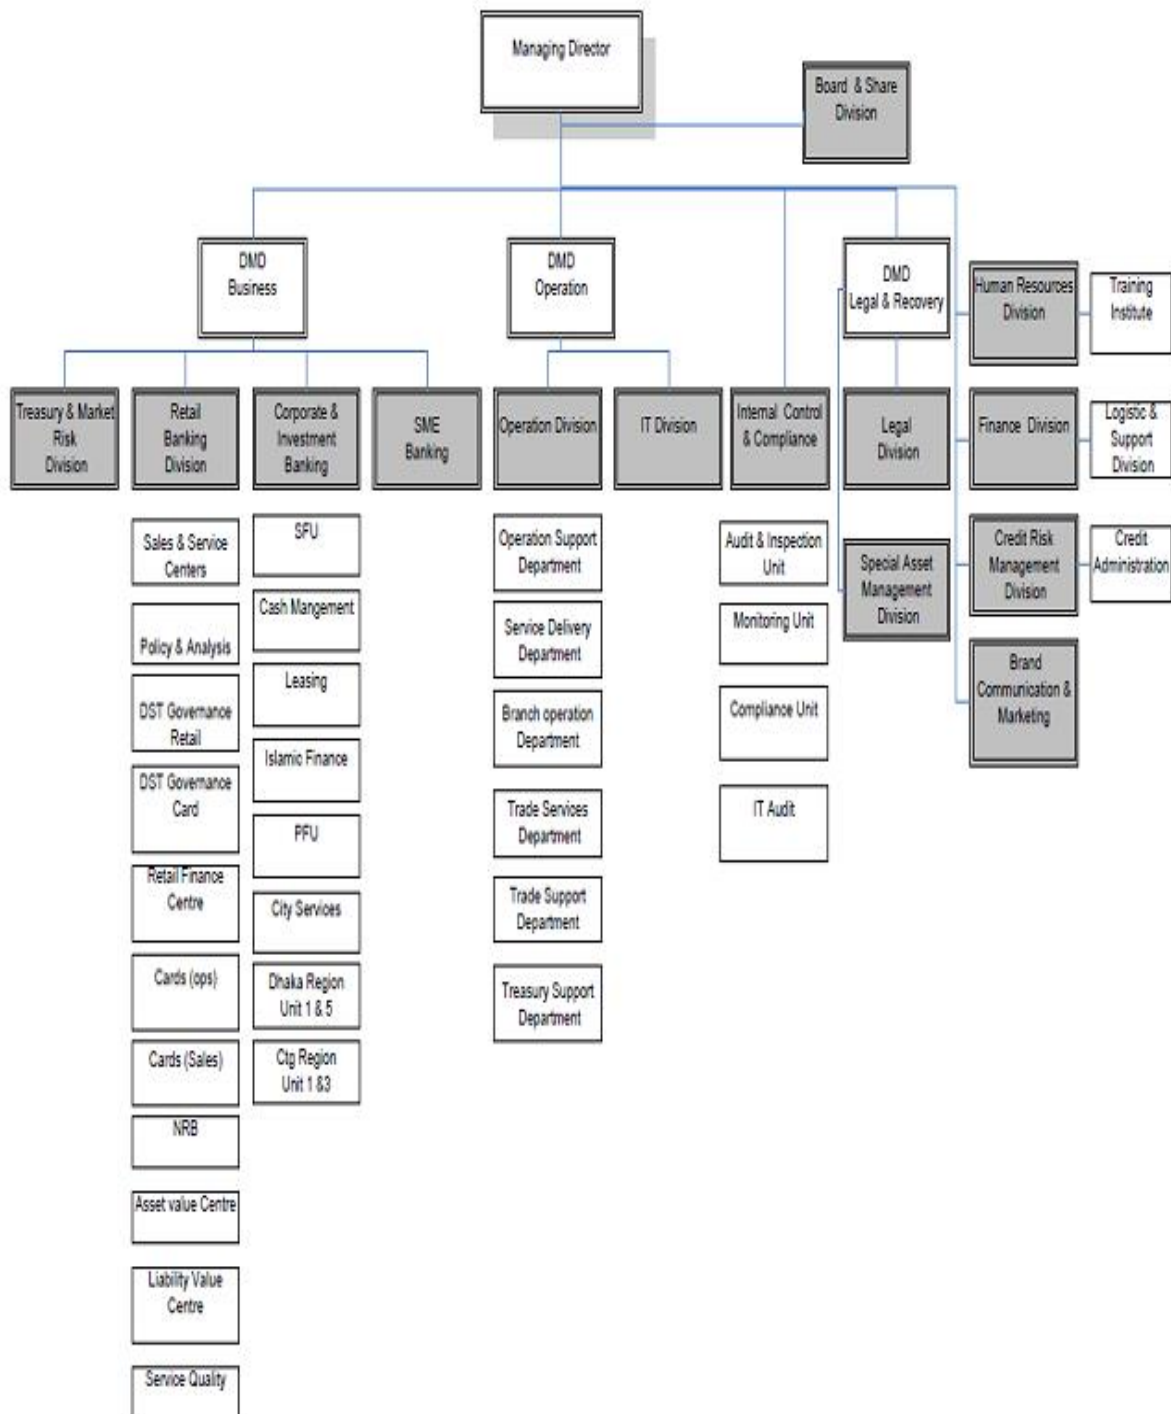 Managing Director
Board & Share
Division
DMD
Business
DMD
Operation
DMD
Legal & Recovery
Human Resources
Division
Training
Institute
Treasury & Market
Risk
Division
Retail
Banking
Division
Corporate &
Investment
Banking
SME
Banking
Operation Division
IT Division
Internal Control
& Compliance
Legal
Division
Finance Division
Logistic &
Support
Division
Sales & Service
Centers
Policy & Analysis
DST Governance
Retail
DST Governance
Card
Retail Finance
Centre
Cards (ops)
Cards (Sales)
NRB
Asset value Centre
Liability Value
Centre
Service Quality
SFU
Cash Mangement
Leasing
Islamic Finance
PFU
City Services
Dhaka Region
Unit 1 & 5
Ctg Region
Unit 1 &3
Operation Support
Department
Service Delivery
Department
Branch operation
Department
Trade Services
Department
Trade Support
Department
Treasury Support
Department
Audit & Inspection
Unit
Monitoring Unit
Compliance Unit
IT Audit
Special Asset
Management
Division
Credit Risk
Management
Division
Credit
Administration
Brand
Communication &
Marketing